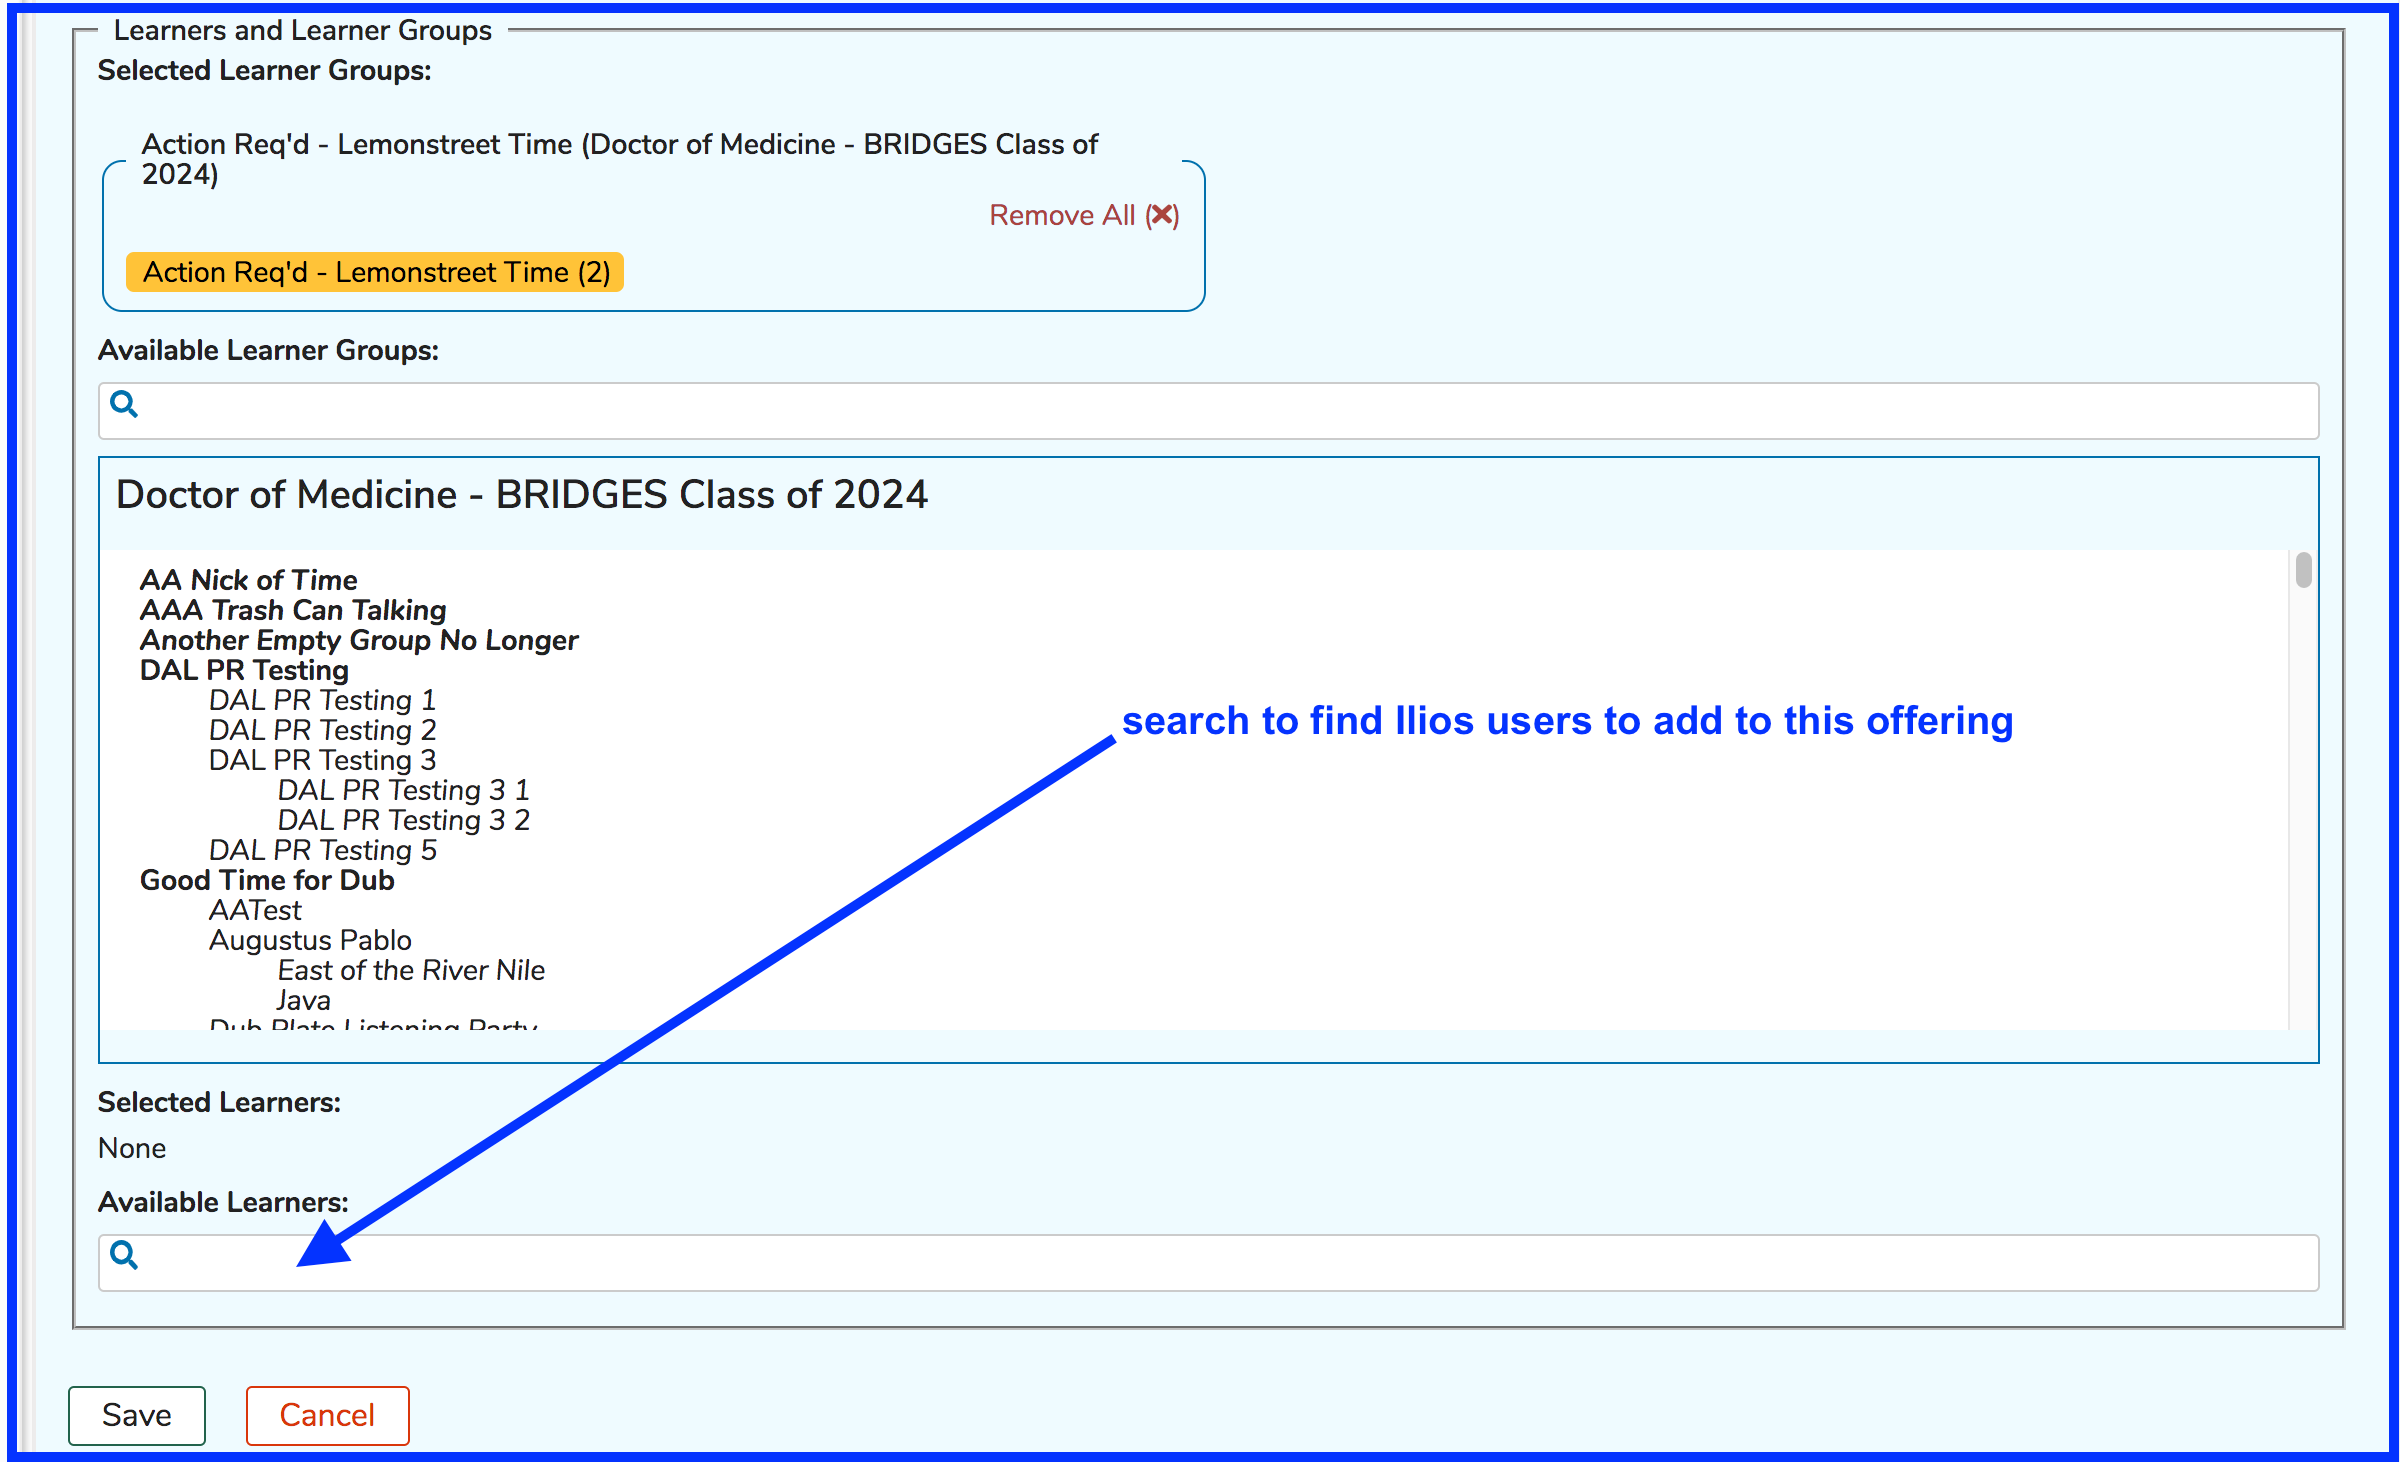 Learners and Learner Groups
Selected Learner Groups:
Action Req'd - Lemonstreet Time (Doctor of Medicine - BRIDGES Class of
2024)
Remove All (✖)
Action Req'd - Lemonstreet Time (2)
Available Learner Groups:
Doctor of Medicine - BRIDGES Class of 2024
AA Nick of Time
AAA Trash Can Talking
Another Empty Group No Longer
DAL PR Testing
DAL PR Testing 1
DAL PR Testing 2
DAL PR Testing 3
DAL PR Testing 3 1
DAL PR Testing 3 2
DAL PR Testing 5
Good Time for Dub
AATest
Augustus Pablo
East of the River Nile
Java
Dub Plate Listening Party
search to find Ilios users to add to this offering
Selected Learners:
None
Available Learners:
Save
Cancel